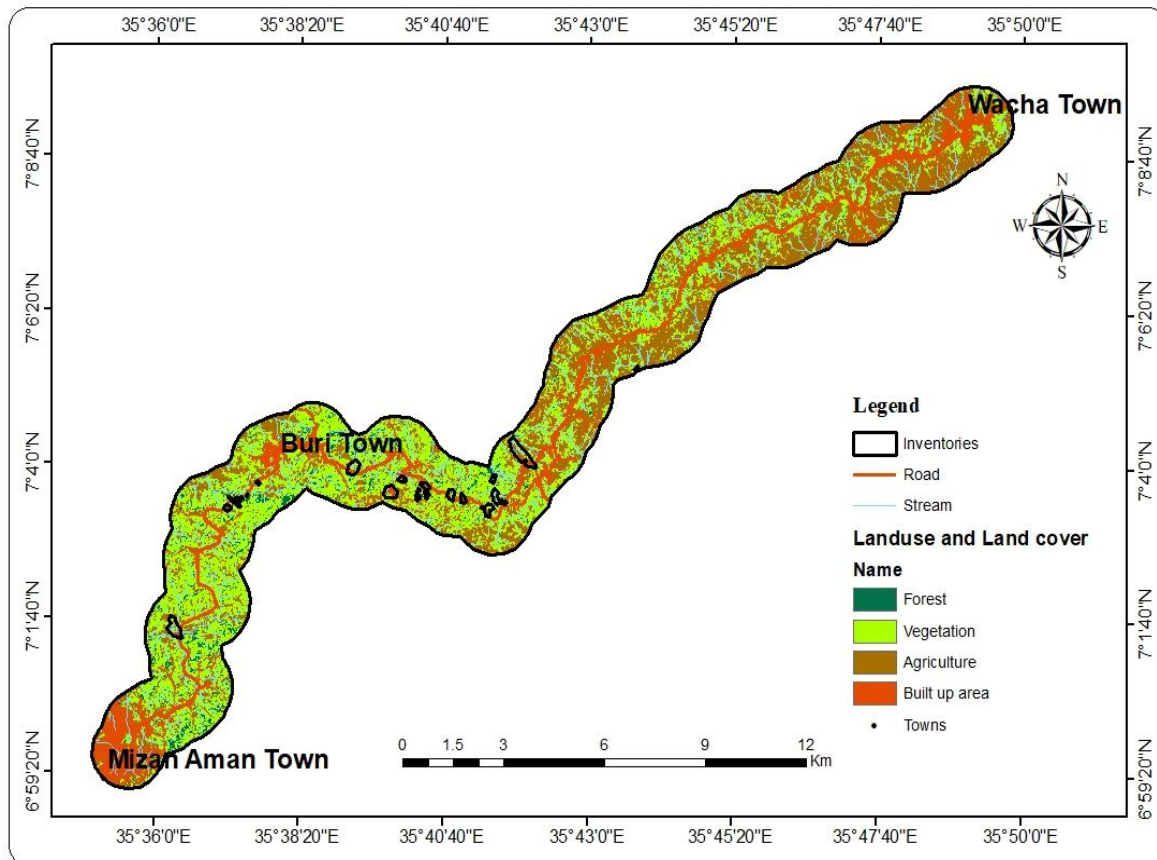 35°36'0"E 35°38'20"E 35°40'40"E 35°43'0"E 35°45'20"E 35°47'40"E 35°50'0"E
Wacha Town
7°8'40"N
7°8'40"N
N
W E
S
7°6'20"N
7°6'20"N
Legend
Inventories
Buri Town
7°4'0"N
7°4'0"N
Road
Stream
Landuse and Land cover
Name
Forest
7°1'40"N
7°1'40"N
Vegetation
Agriculture
Built up area
Towns
0 1.5 3 6 9 12
Km
Mizan Aman Town
6°59'20"N
6°59'20"N
35°36'0"E 35°38'20"E 35°40'40"E 35°43'0"E 35°45'20"E 35°47'40"E 35°50'0"E